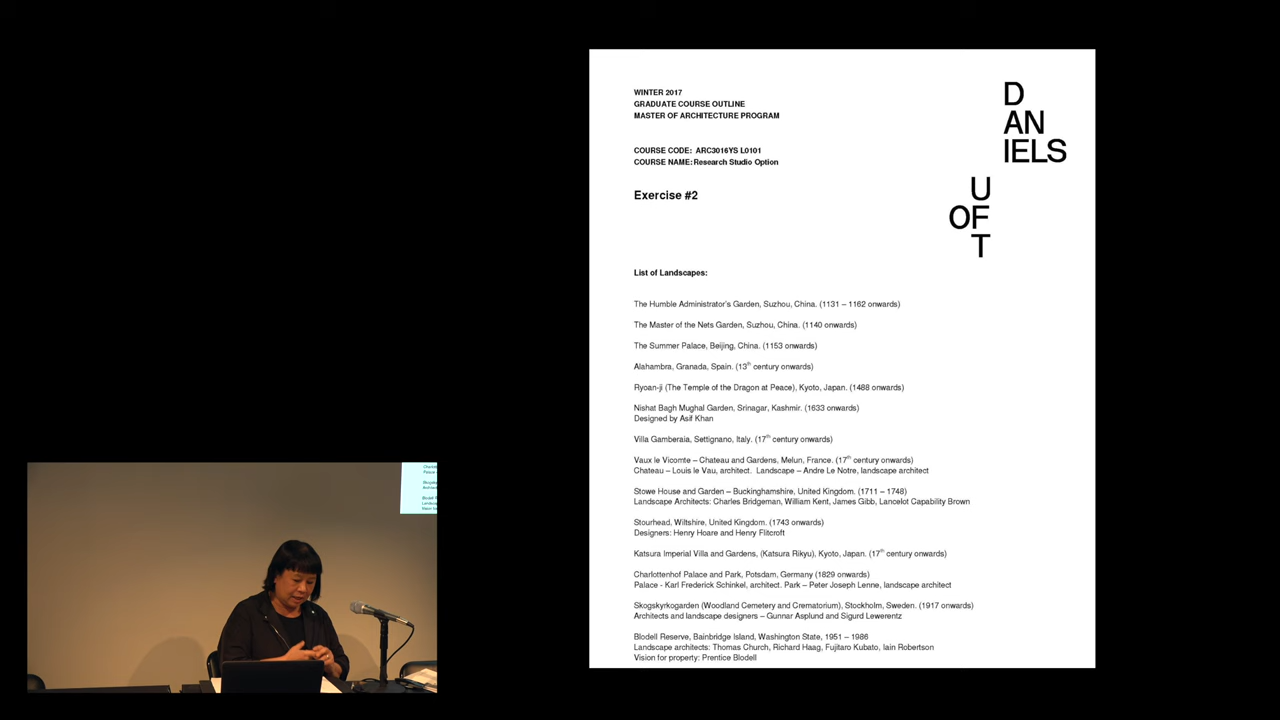 WINTER 2017
GRADUATE COURSE OUTLINE
MASTER OF ARCHITECTURE PROGRAM
D
AN
IELS
COURSE CODE: ARC3016YS L0101
COURSE NAME: Research Studio Option
U
OF
T
Exercise #2
List of Landscapes:
The Humble Administrator's Garden, Suzhou, China. (1131 – 1162 onwards)
The Master of the Nets Garden, Suzhou, China. (1140 onwards)
The Summer Palace, Beijing, China. (1153 onwards)
Alahambra, Granada, Spain. (13th century onwards)
Ryoan-ji (The Temple of the Dragon at Peace), Kyoto, Japan. (1488 onwards)
Nishat Bagh Mughal Garden, Srinagar, Kashmir. (1633 onwards)
Designed by Asif Khan
Villa Gamberaia, Settignano, Italy. (17th century onwards)
Vaux le Vicomte – Chateau and Gardens, Melun, France. (17th century onwards)
Chateau – Louis le Vau, architect. Landscape – Andre Le Notre, landscape architect
Stowe House and Garden – Buckinghamshire, United Kingdom. (1711 – 1748)
Landscape Architects: Charles Bridgeman, William Kent, James Gibb, Lancelot Capability Brown
Stourhead, Wiltshire, United Kingdom. (1743 onwards)
Designers: Henry Hoare and Henry Flitcroft
Katsura Imperial Villa and Gardens, (Katsura Rikyu), Kyoto, Japan. (17th century onwards)
Charlottenhof Palace and Park, Potsdam, Germany (1829 onwards)
Palace - Karl Frederick Schinkel, architect. Park – Peter Joseph Lenne, landscape architect
Skogskyrkogarden (Woodland Cemetery and Crematorium), Stockholm, Sweden. (1917 onwards)
Architects and landscape designers – Gunnar Asplund and Sigurd Lewerentz
Blodell Reserve, Bainbridge Island, Washington State, 1951 – 1986
Landscape architects: Thomas Church, Richard Haag, Fujitaro Kubato, Iain Robertson
Vision for property: Prentice Blodell